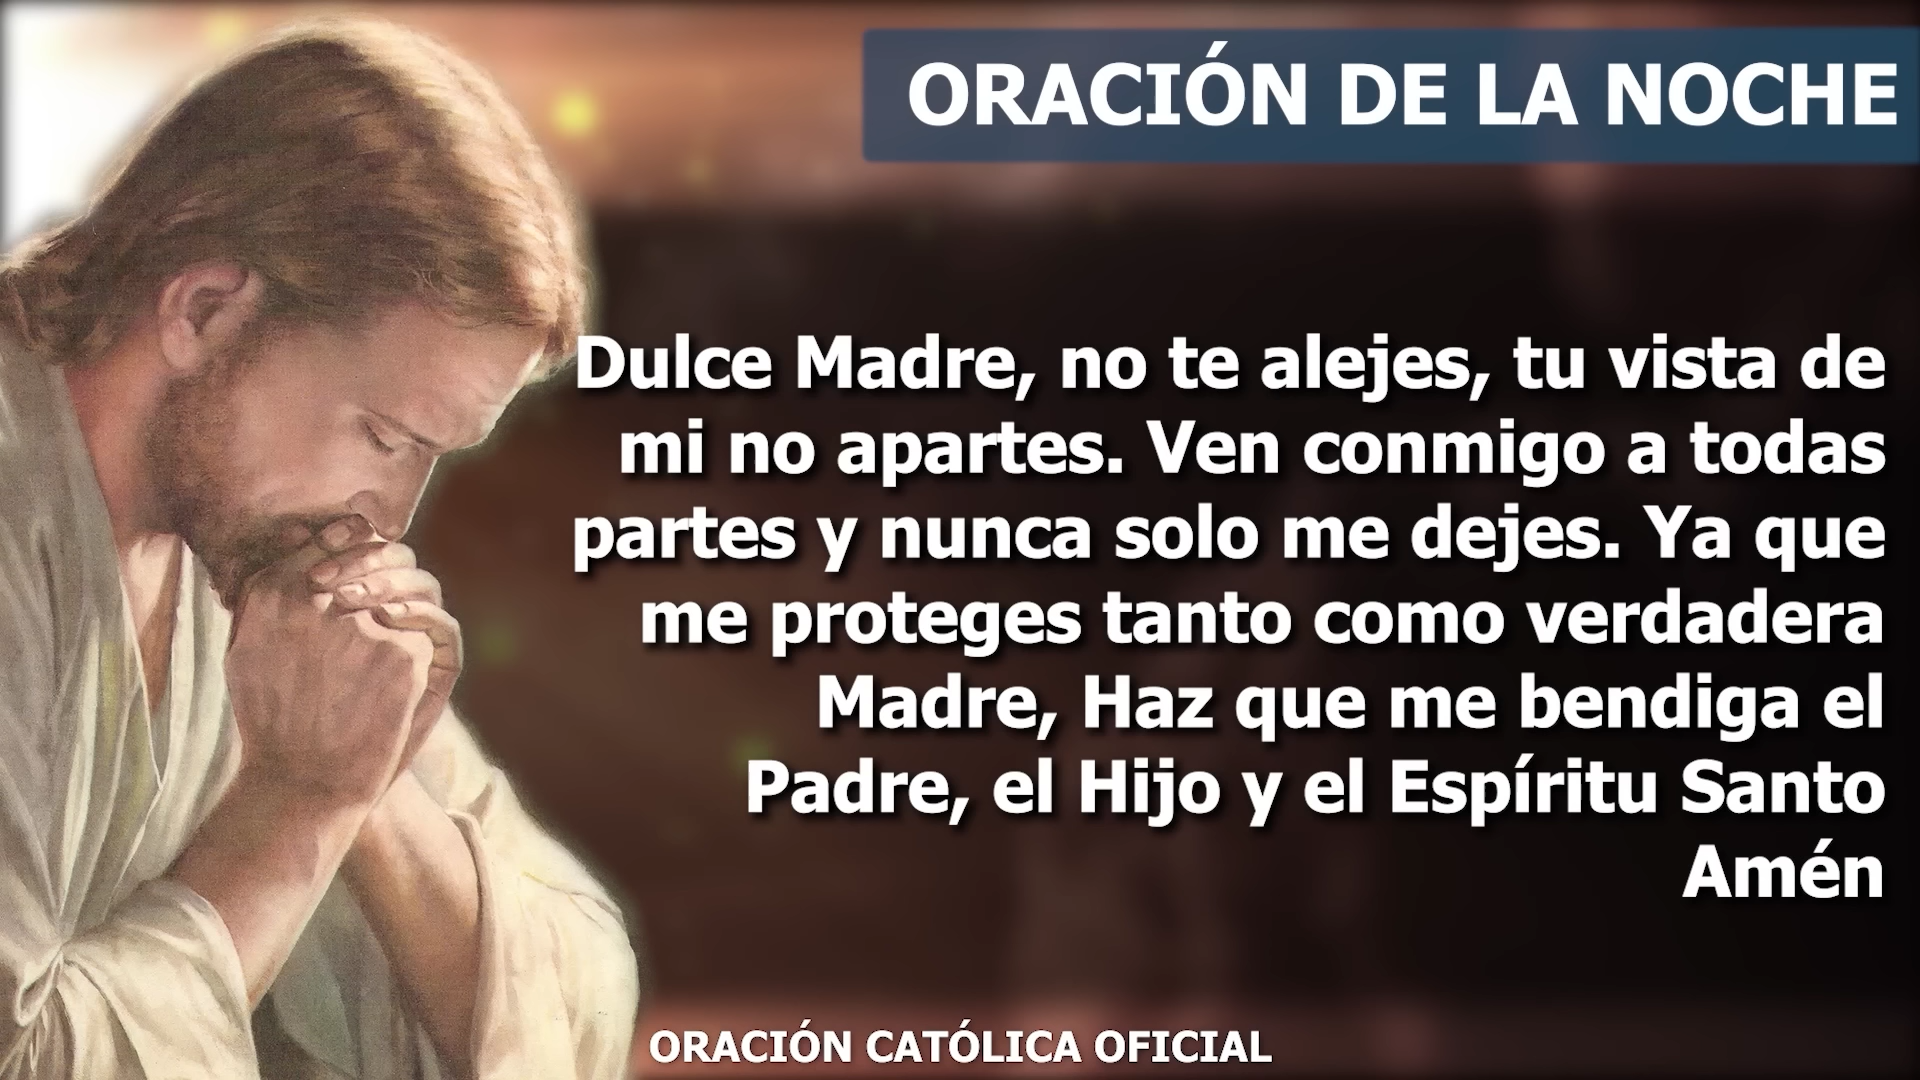 ORACIÓN DE LA NOCHE
Dulce Madre, no te alejes, tu vista de
mi no apartes. Ven conmigo a todas
partes y nunca solo me dejes. Ya que
me proteges tanto como verdadera
Madre, Haz que me bendiga el
Padre, el Hijo y el Espíritu Santo
Amén
ORACIÓN CATÓLICA OFICIAL